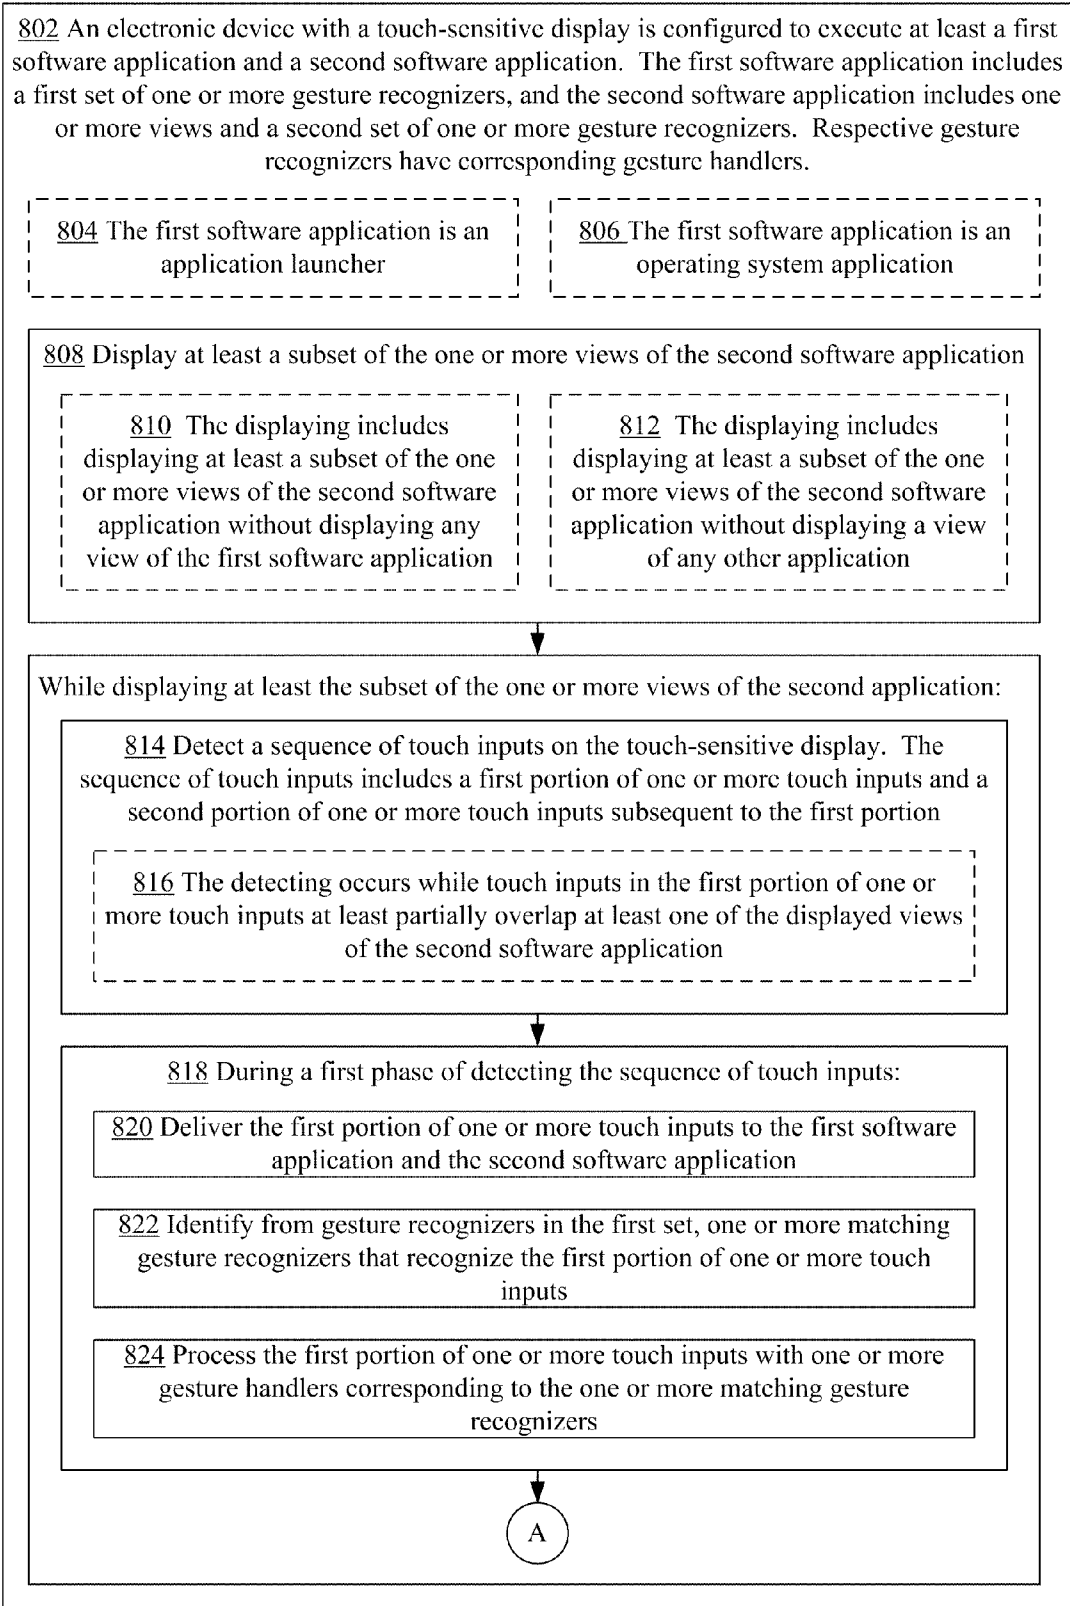 802 An electronic device with a touch-sensitive display is configured to execute at least a first
software application and a second software application. The first software application includes
a first set of one or more gesture recognizers, and the second software application includes one
or more views and a second set of one or more gesture recognizers. Respective gesture
recognizers have corresponding gesture handlers.
804 The first software application is an
application launcher
806 The first software application is an
operating system application
808 Display at least a subset of the one or more views of the second software application
810 The displaying includes
displaying at least a subset of the one
or more views of the second software
application without displaying any
view of the first software application
812 The displaying includes
displaying at least a subset of the one
or more views of the second software
application without displaying a view
of any other application
While displaying at least the subset of the one or more views of the second application:
814 Detect a sequence of touch inputs on the touch-sensitive display. The
sequence of touch inputs includes a first portion of one or more touch inputs and a
second portion of one or more touch inputs subsequent to the first portion
816 The detecting occurs while touch inputs in the first portion of one or
more touch inputs at least partially overlap at least one of the displayed views
of the second software application
818 During a first phase of detecting the sequence of touch inputs:
820 Deliver the first portion of one or more touch inputs to the first software
application and the second software application
822 Identify from gesture recognizers in the first set, one or more matching
gesture recognizers that recognize the first portion of one or more touch
inputs
824 Process the first portion of one or more touch inputs with one or more
gesture handlers corresponding to the one or more matching gesture
recognizers
A